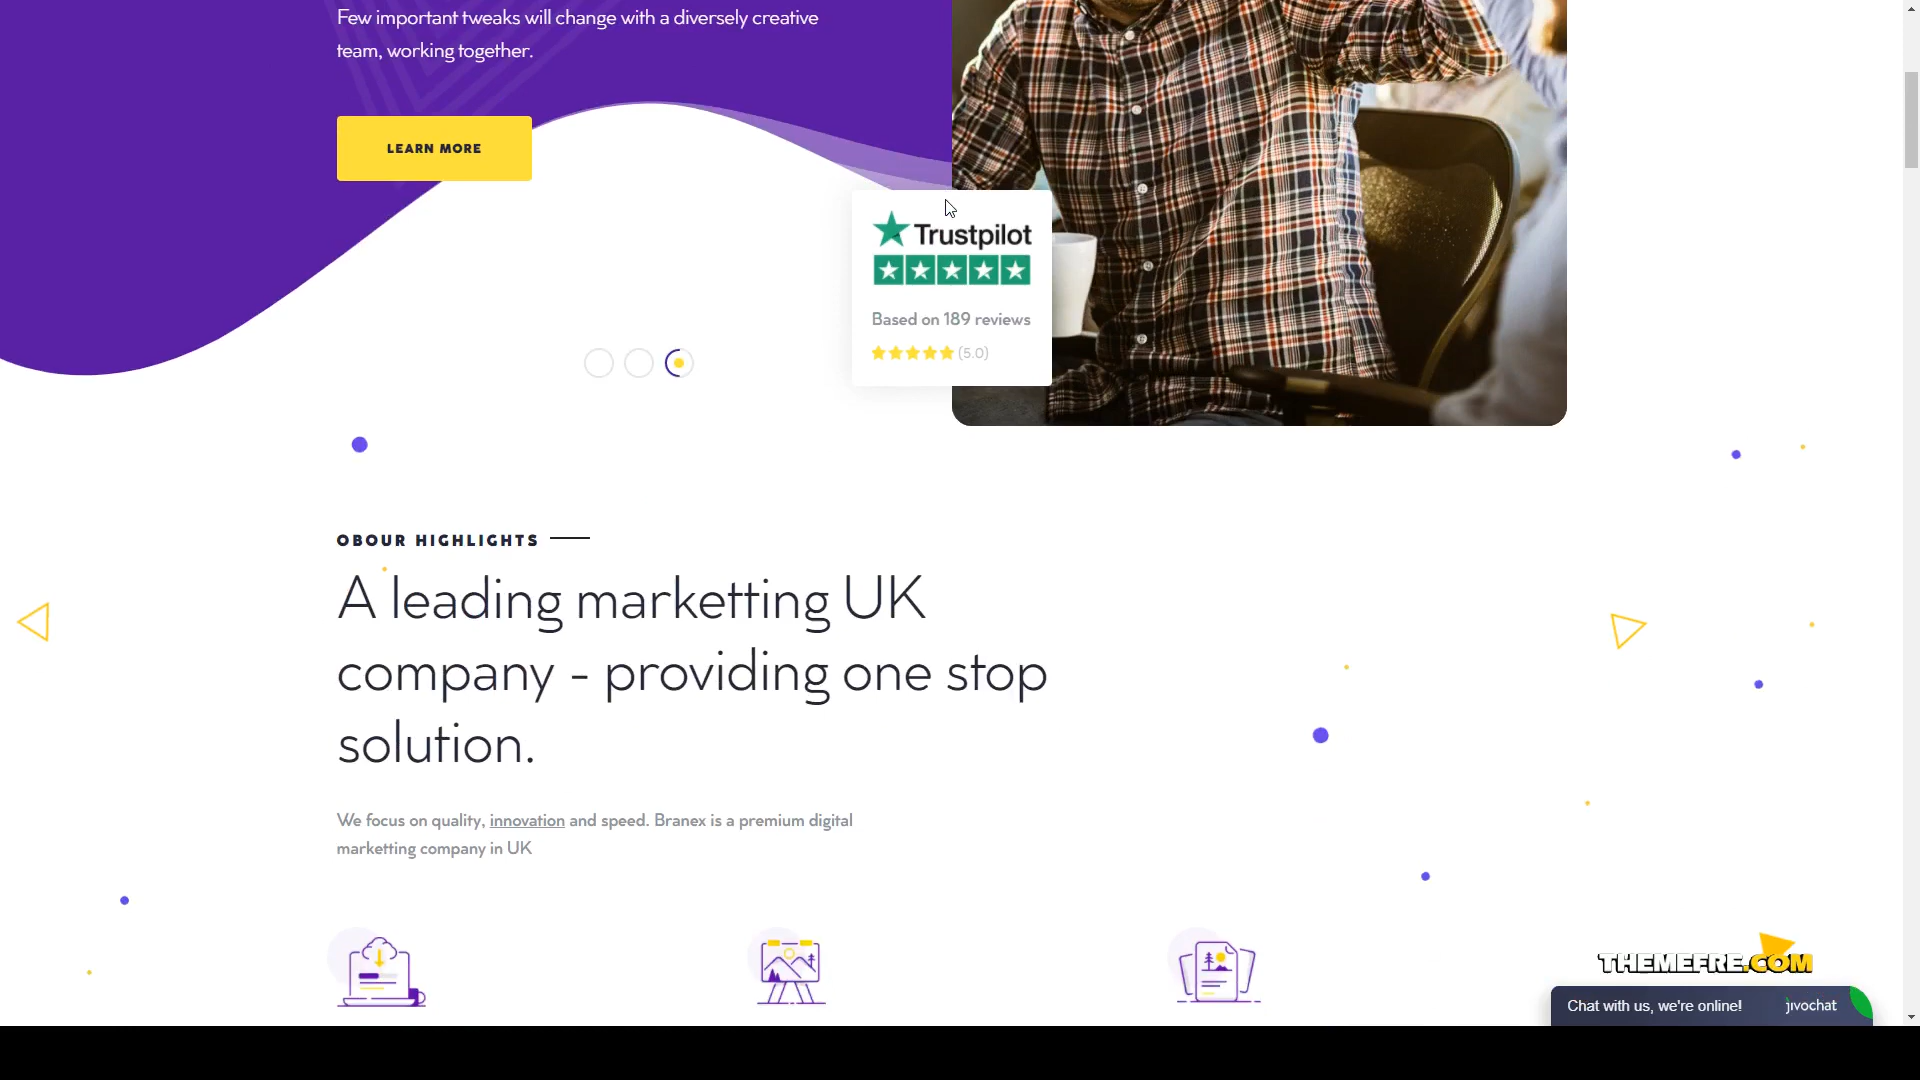 Few important tweaks will change with a diversely creative
team, working together.
LEARN MORE
Trustpilot
Based on 189 reviews
(5.0)
OBOUR HIGHLIGHTS
A leading marketting UK
company - providing one stop
solution.
We focus on quality, innovation and speed. Branex is a premium digital
marketting company in UK
THEMEFRE.COM
Chat with us, we're online! jivochat